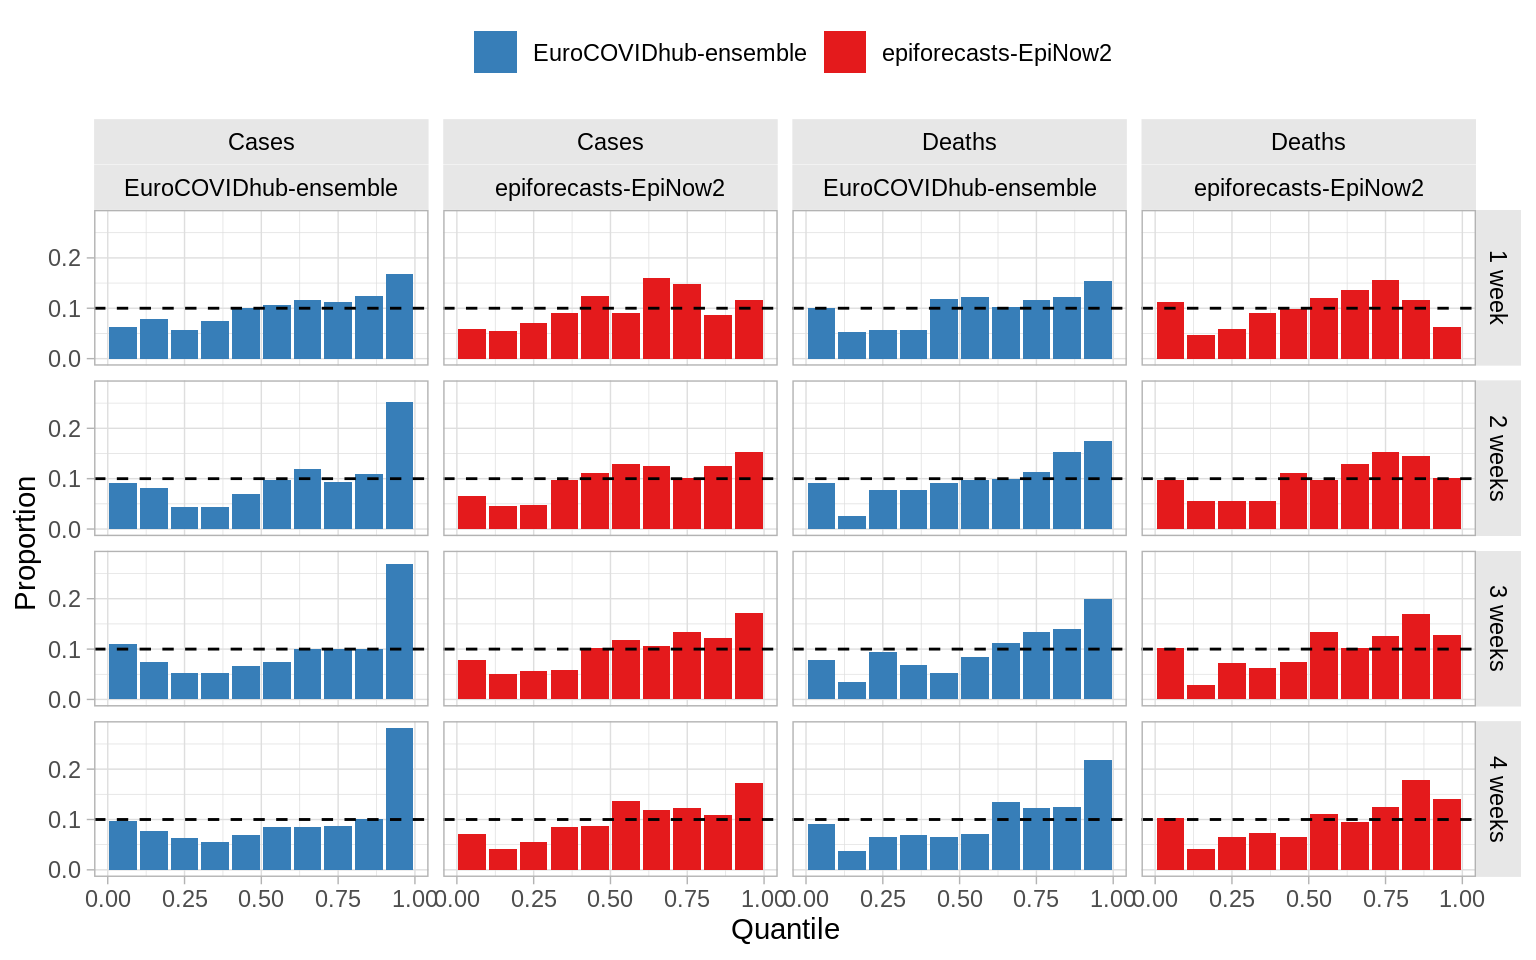 EuroCOVIDhub-ensemble epiforecasts-EpiNow2
Cases Cases Deaths Deaths
EuroCOVIDhub-ensemble epiforecasts-EpiNow2 EuroCOVIDhub-ensemble epiforecasts-EpiNow2
0.2
0.1
0.0
1 week
0.2
0.1
0.0
2 weeks
Proportion
0.2
0.1
0.0
3 weeks
0.2
0.1
0.0
4 weeks
0.00 0.25 0.50 0.75 1.00 0.00 0.25 0.50 0.75 1.00 0.00 0.25 0.50 0.75 1.00 0.00 0.25 0.50 0.75 1.00
Quantile